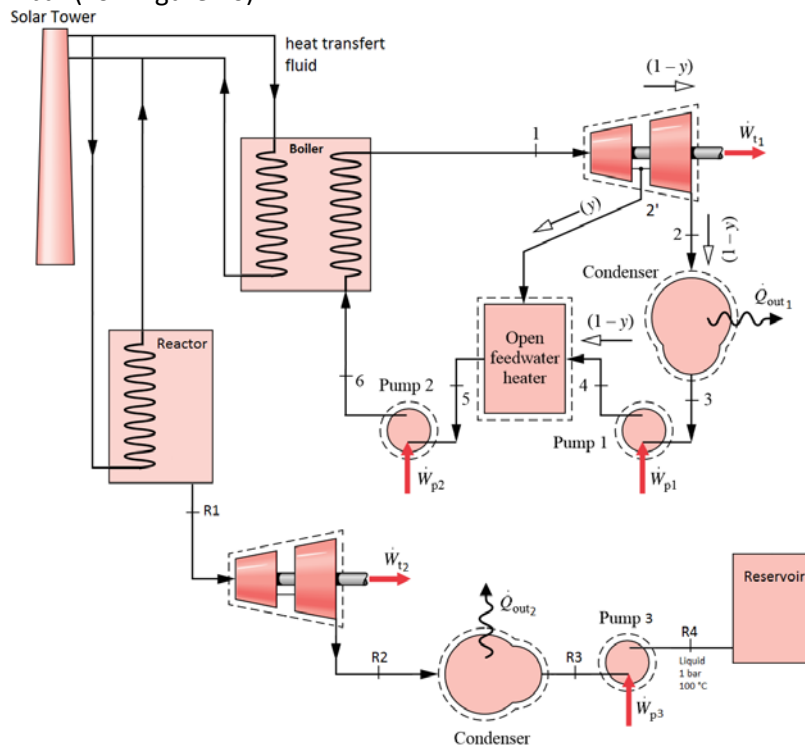 Solar Tower
heat transfert
fluid
Boiler
1
(1 – y)
Ẇt1
(y)
2'
2
(1 – y)
Condenser
Q̇out1
Open
feedwater
heater
(1 – y)
6
Pump 2
5
4
3
Pump 1
Ẇp2
Ẇp1
Reactor
R1
Ẇt2
Q̇out2
Reservoir
Pump 3
R4
R2
R3
Liquid
1 bar
100 °C
Ẇp3
Condenser